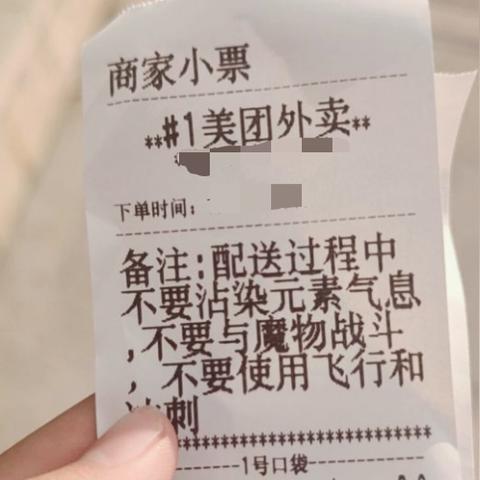 商家小票
**#1美团外卖**
下单时间:
备注:配送过程中
不要沾染元素气息
,不要与魔物战斗
,不要使用飞行和
冲刺
********************************
--------1号口袋--------